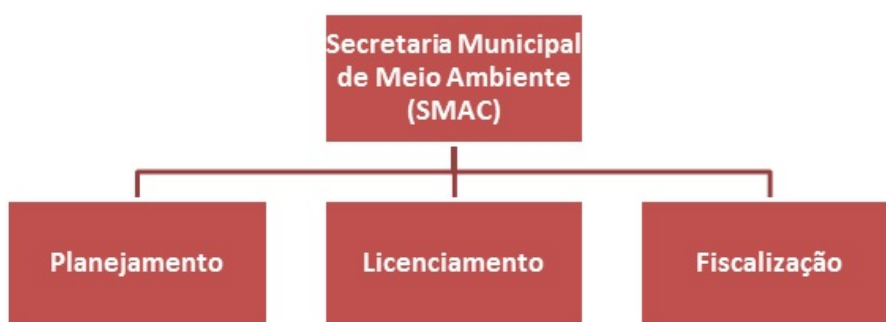 Secretaria Municipal
de Meio Ambiente
(SMAC)
Planejamento
Licenciamento
Fiscalização